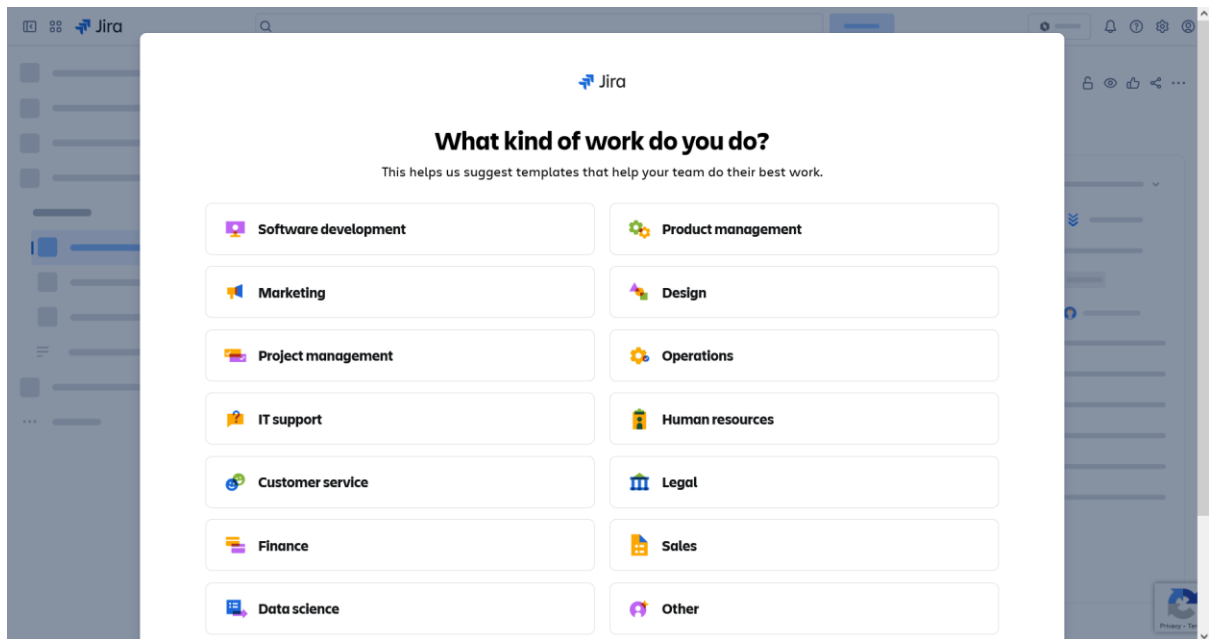 Jira
Jira
What kind of work do you do?
This helps us suggest templates that help your team do their best work.
Software development
Product management
Marketing
Design
Project management
Operations
IT support
Human resources
Customer service
Legal
Finance
Sales
Data science
Other
Privacy